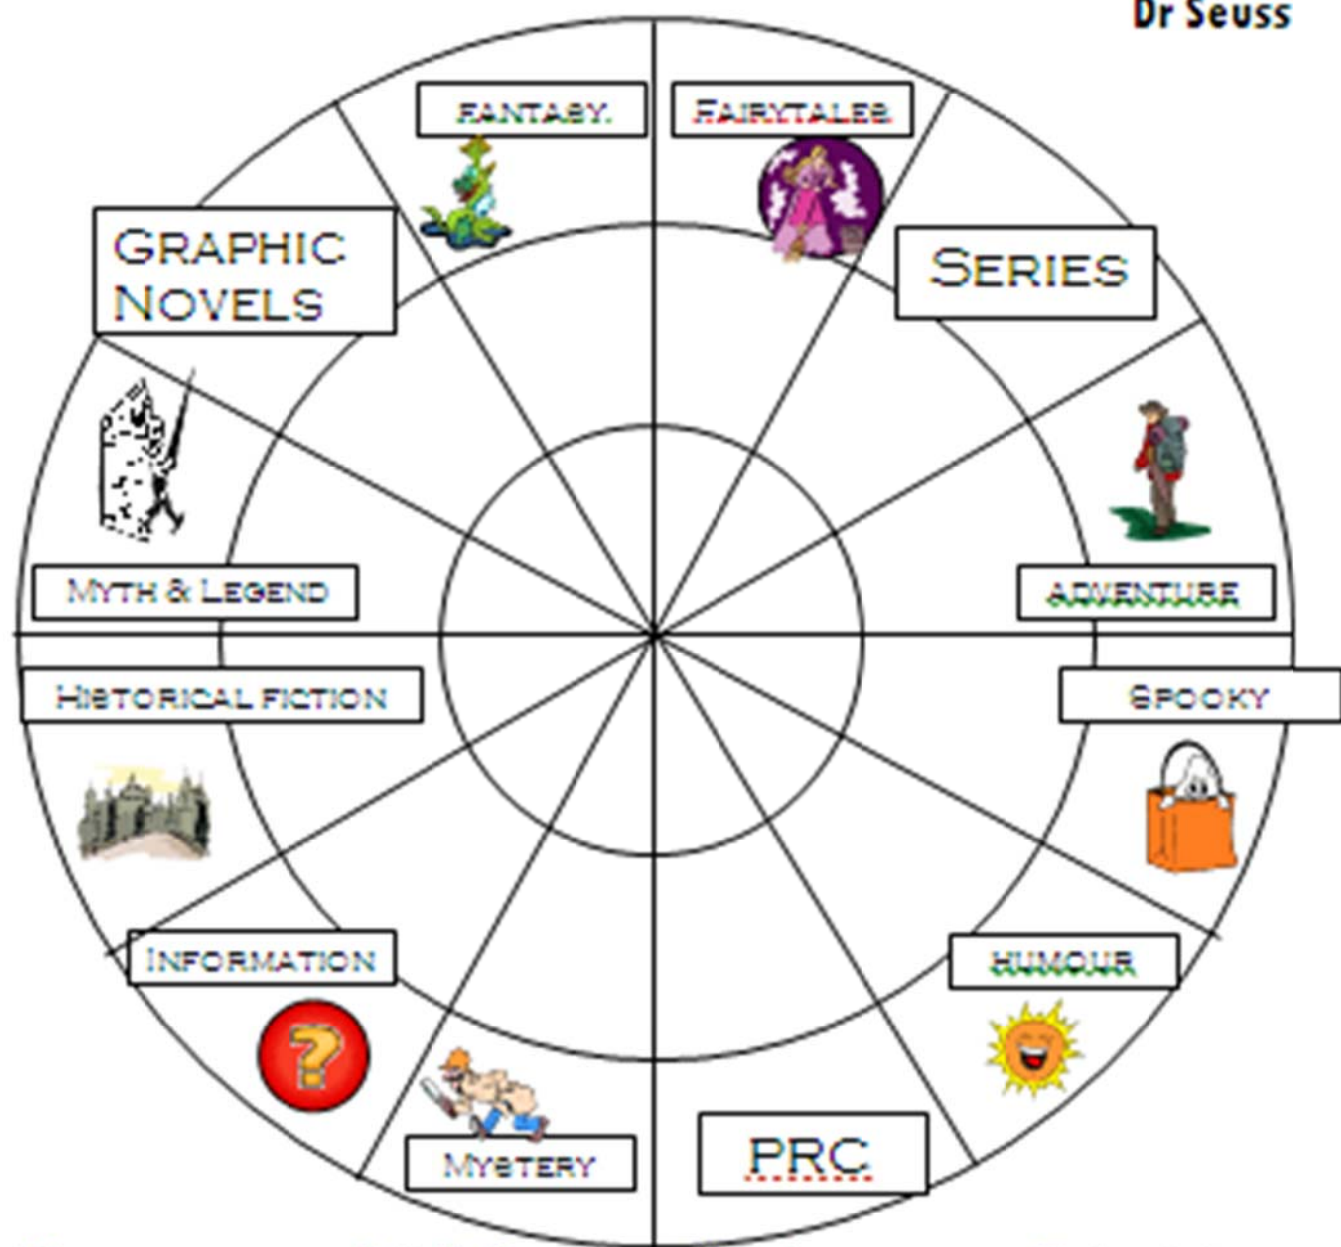 Dr Seuss
FANTASY.
FAIRYTALES
GRAPHIC
NOVELS
SERIES
MYTH & LEGEND
ADVENTURE
HISTORICAL FICTION
SPOOKY
INFORMATION
HUMOUR
?
MYSTERY
PRC